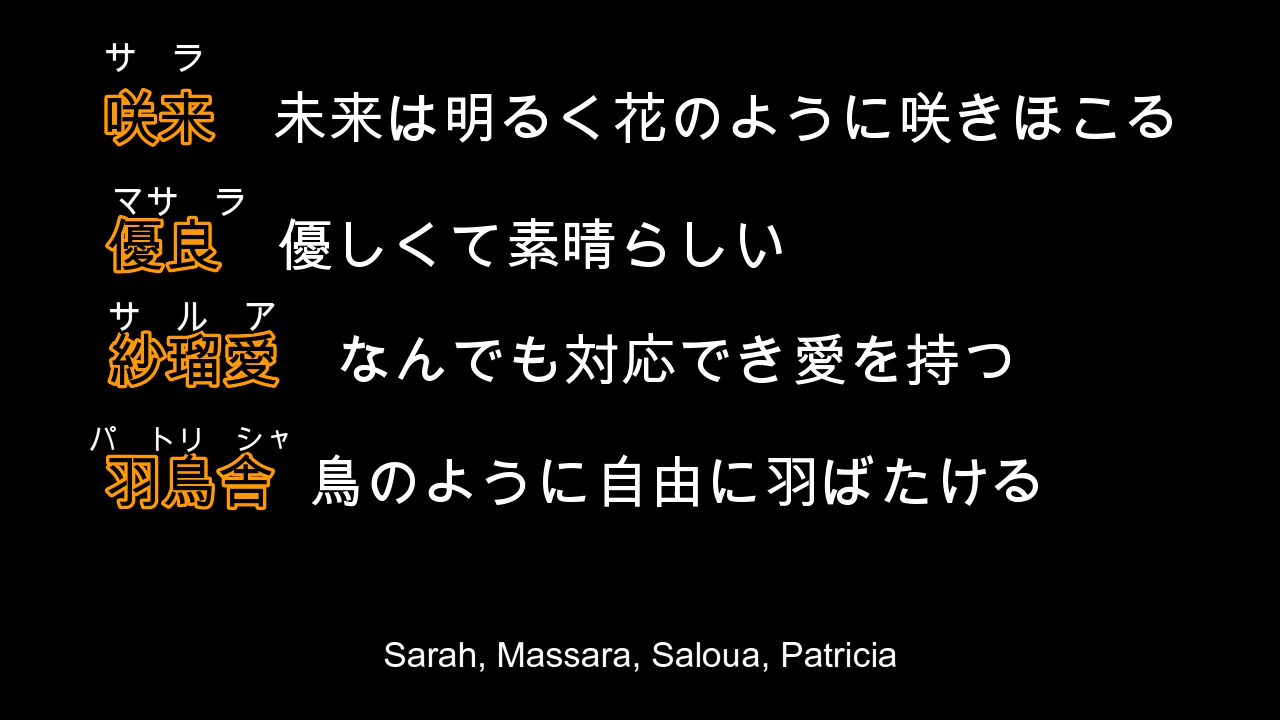 サ ラ
咲来 未来は明るく花のように咲きほこる
マサ ラ
優良 優しくて素晴らしい
サ ル ア
紗瑠愛 なんでも対応でき愛を持つ
パ トリ シャ
羽鳥舎 鳥のように自由に羽ばたける
Sarah, Massara, Saloua, Patricia